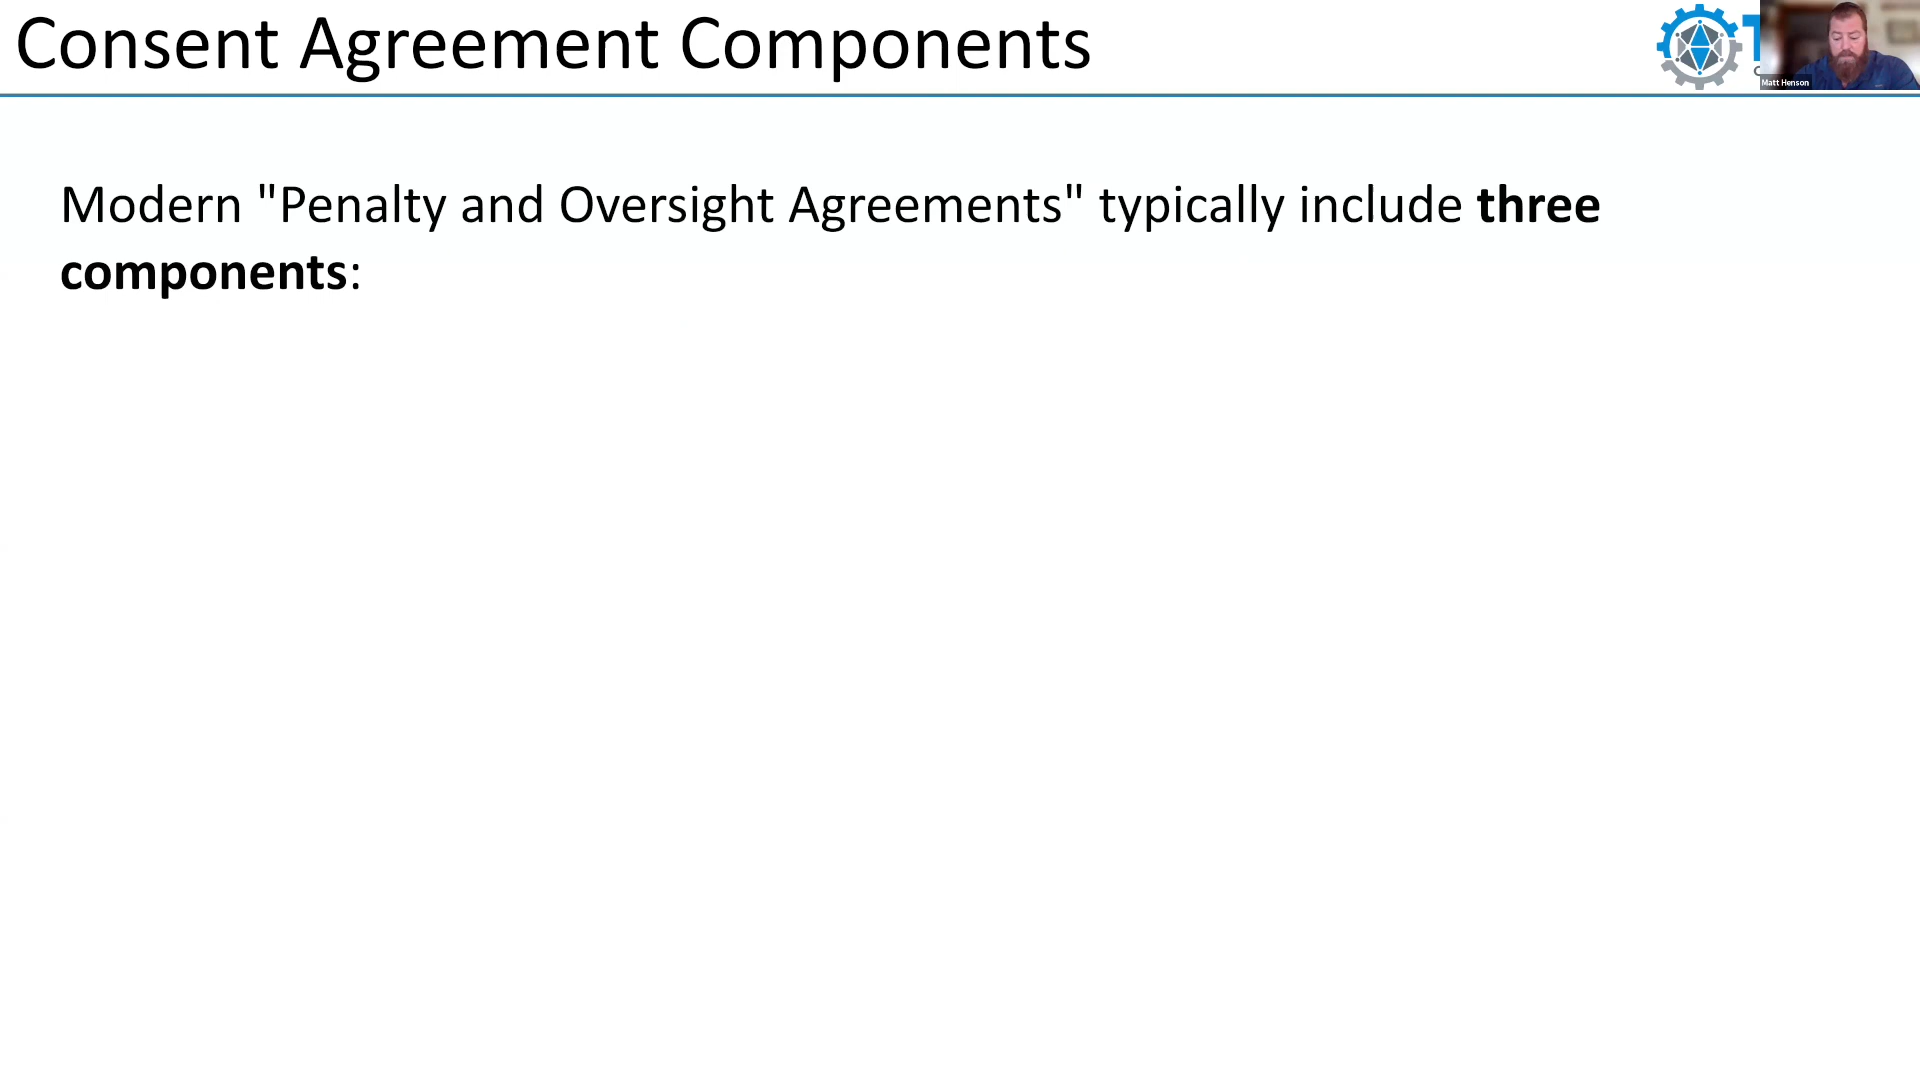 Consent Agreement Components
Matt Henson
Modern "Penalty and Oversight Agreements" typically include three
components: